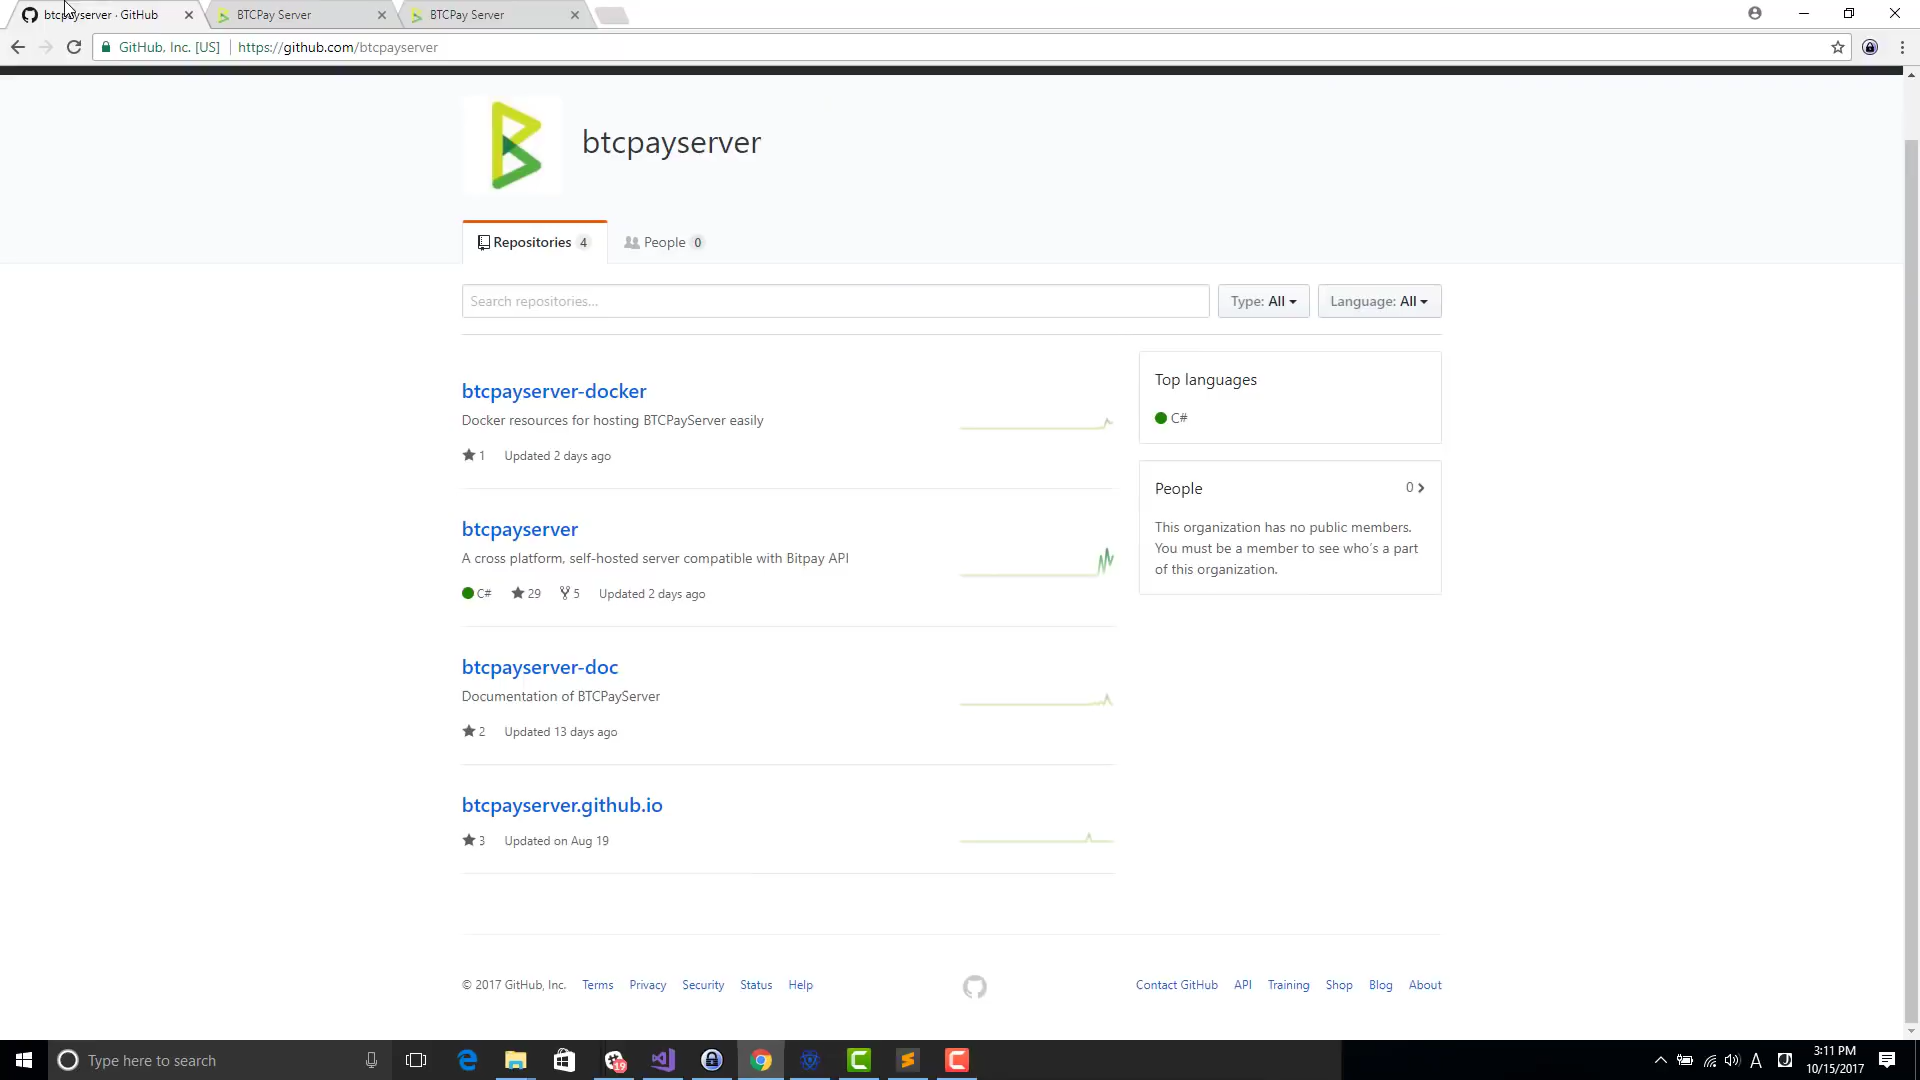 btcpayserver · GitHub
BTCPay Server
BTCPay Server
GitHub, Inc. [US]
https://github.com/btcpayserver
btcpayserver
Repositories 4
People 0
Search repositories...
Type: All
Language: All
btcpayserver-docker
Docker resources for hosting BTCPayServer easily
1 Updated 2 days ago
btcpayserver
A cross platform, self-hosted server compatible with Bitpay API
C# 29 5 Updated 2 days ago
btcpayserver-doc
Documentation of BTCPayServer
2 Updated 13 days ago
btcpayserver.github.io
3 Updated on Aug 19
Top languages
C#
People 0
This organization has no public members.
You must be a member to see who's a part
of this organization.
© 2017 GitHub, Inc. Terms Privacy Security Status Help
Contact GitHub API Training Shop Blog About
Type here to search
19
A
3:11 PM
10/15/2017